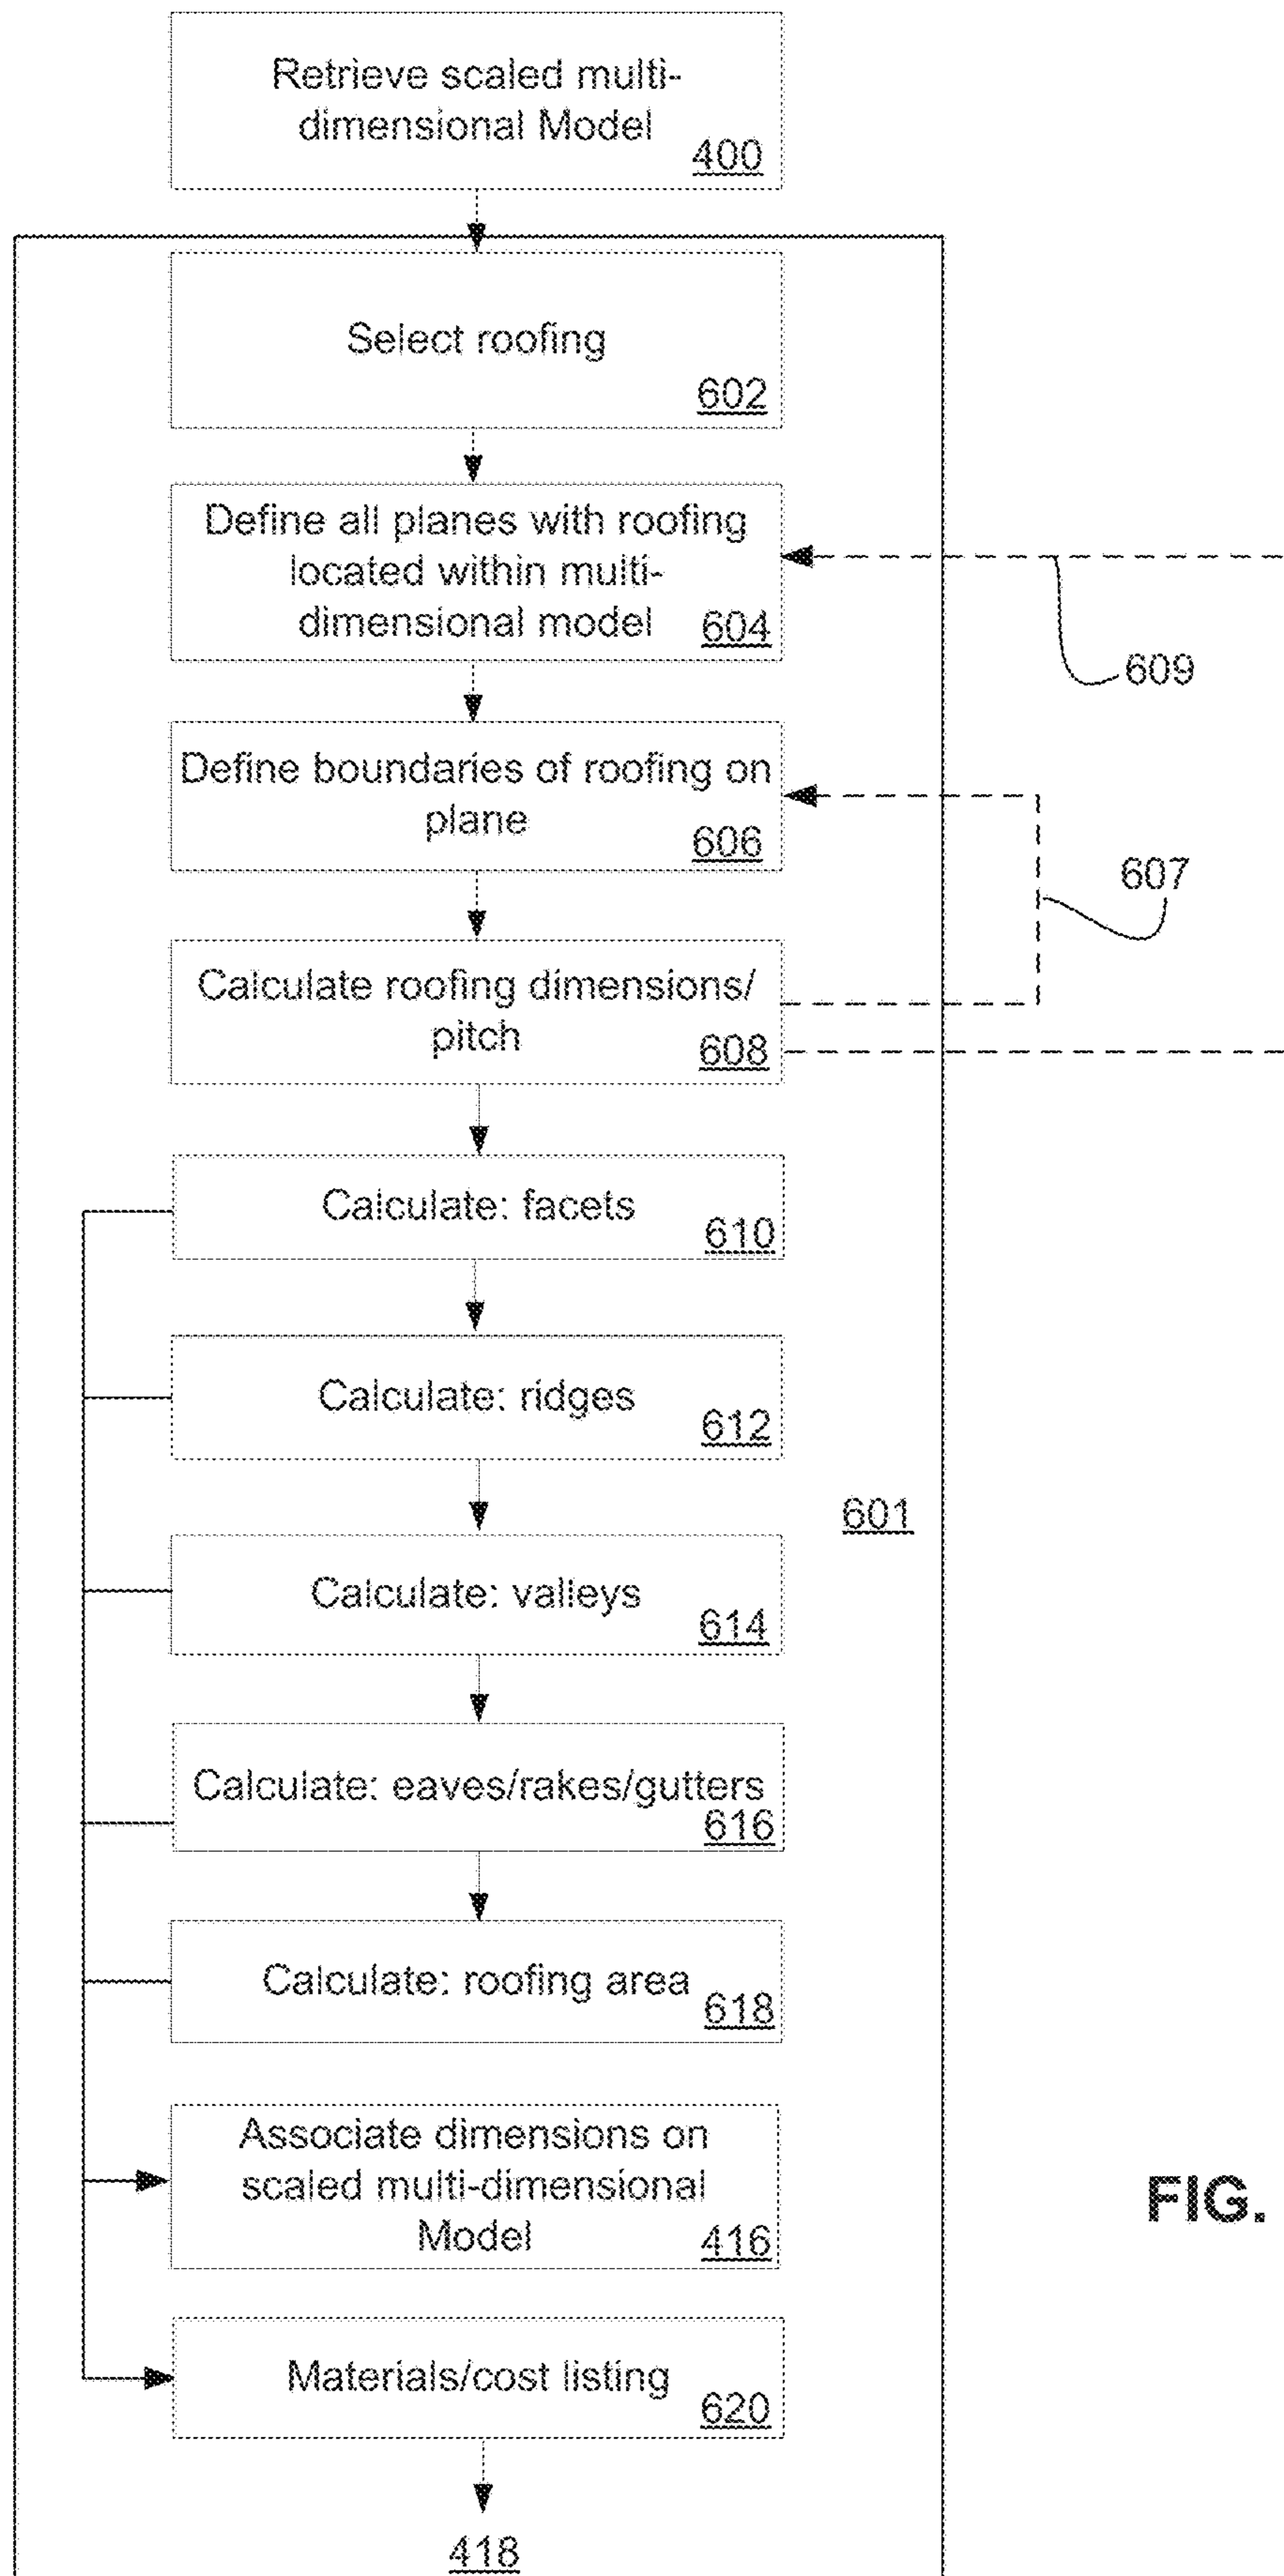 Retrieve scaled multi-
dimensional Model
400
Select roofing
602
Define all planes with roofing
located within multi-
dimensional model
604
609
Define boundaries of roofing on
plane
606
607
Calculate roofing dimensions/
pitch
608
Calculate: facets
610
Calculate: ridges
612
601
Calculate: valleys
614
Calculate: eaves/rakes/gutters
616
Calculate: roofing area
618
Associate dimensions on
scaled multi-dimensional
Model
416
FIG.
Materials/cost listing
620
418